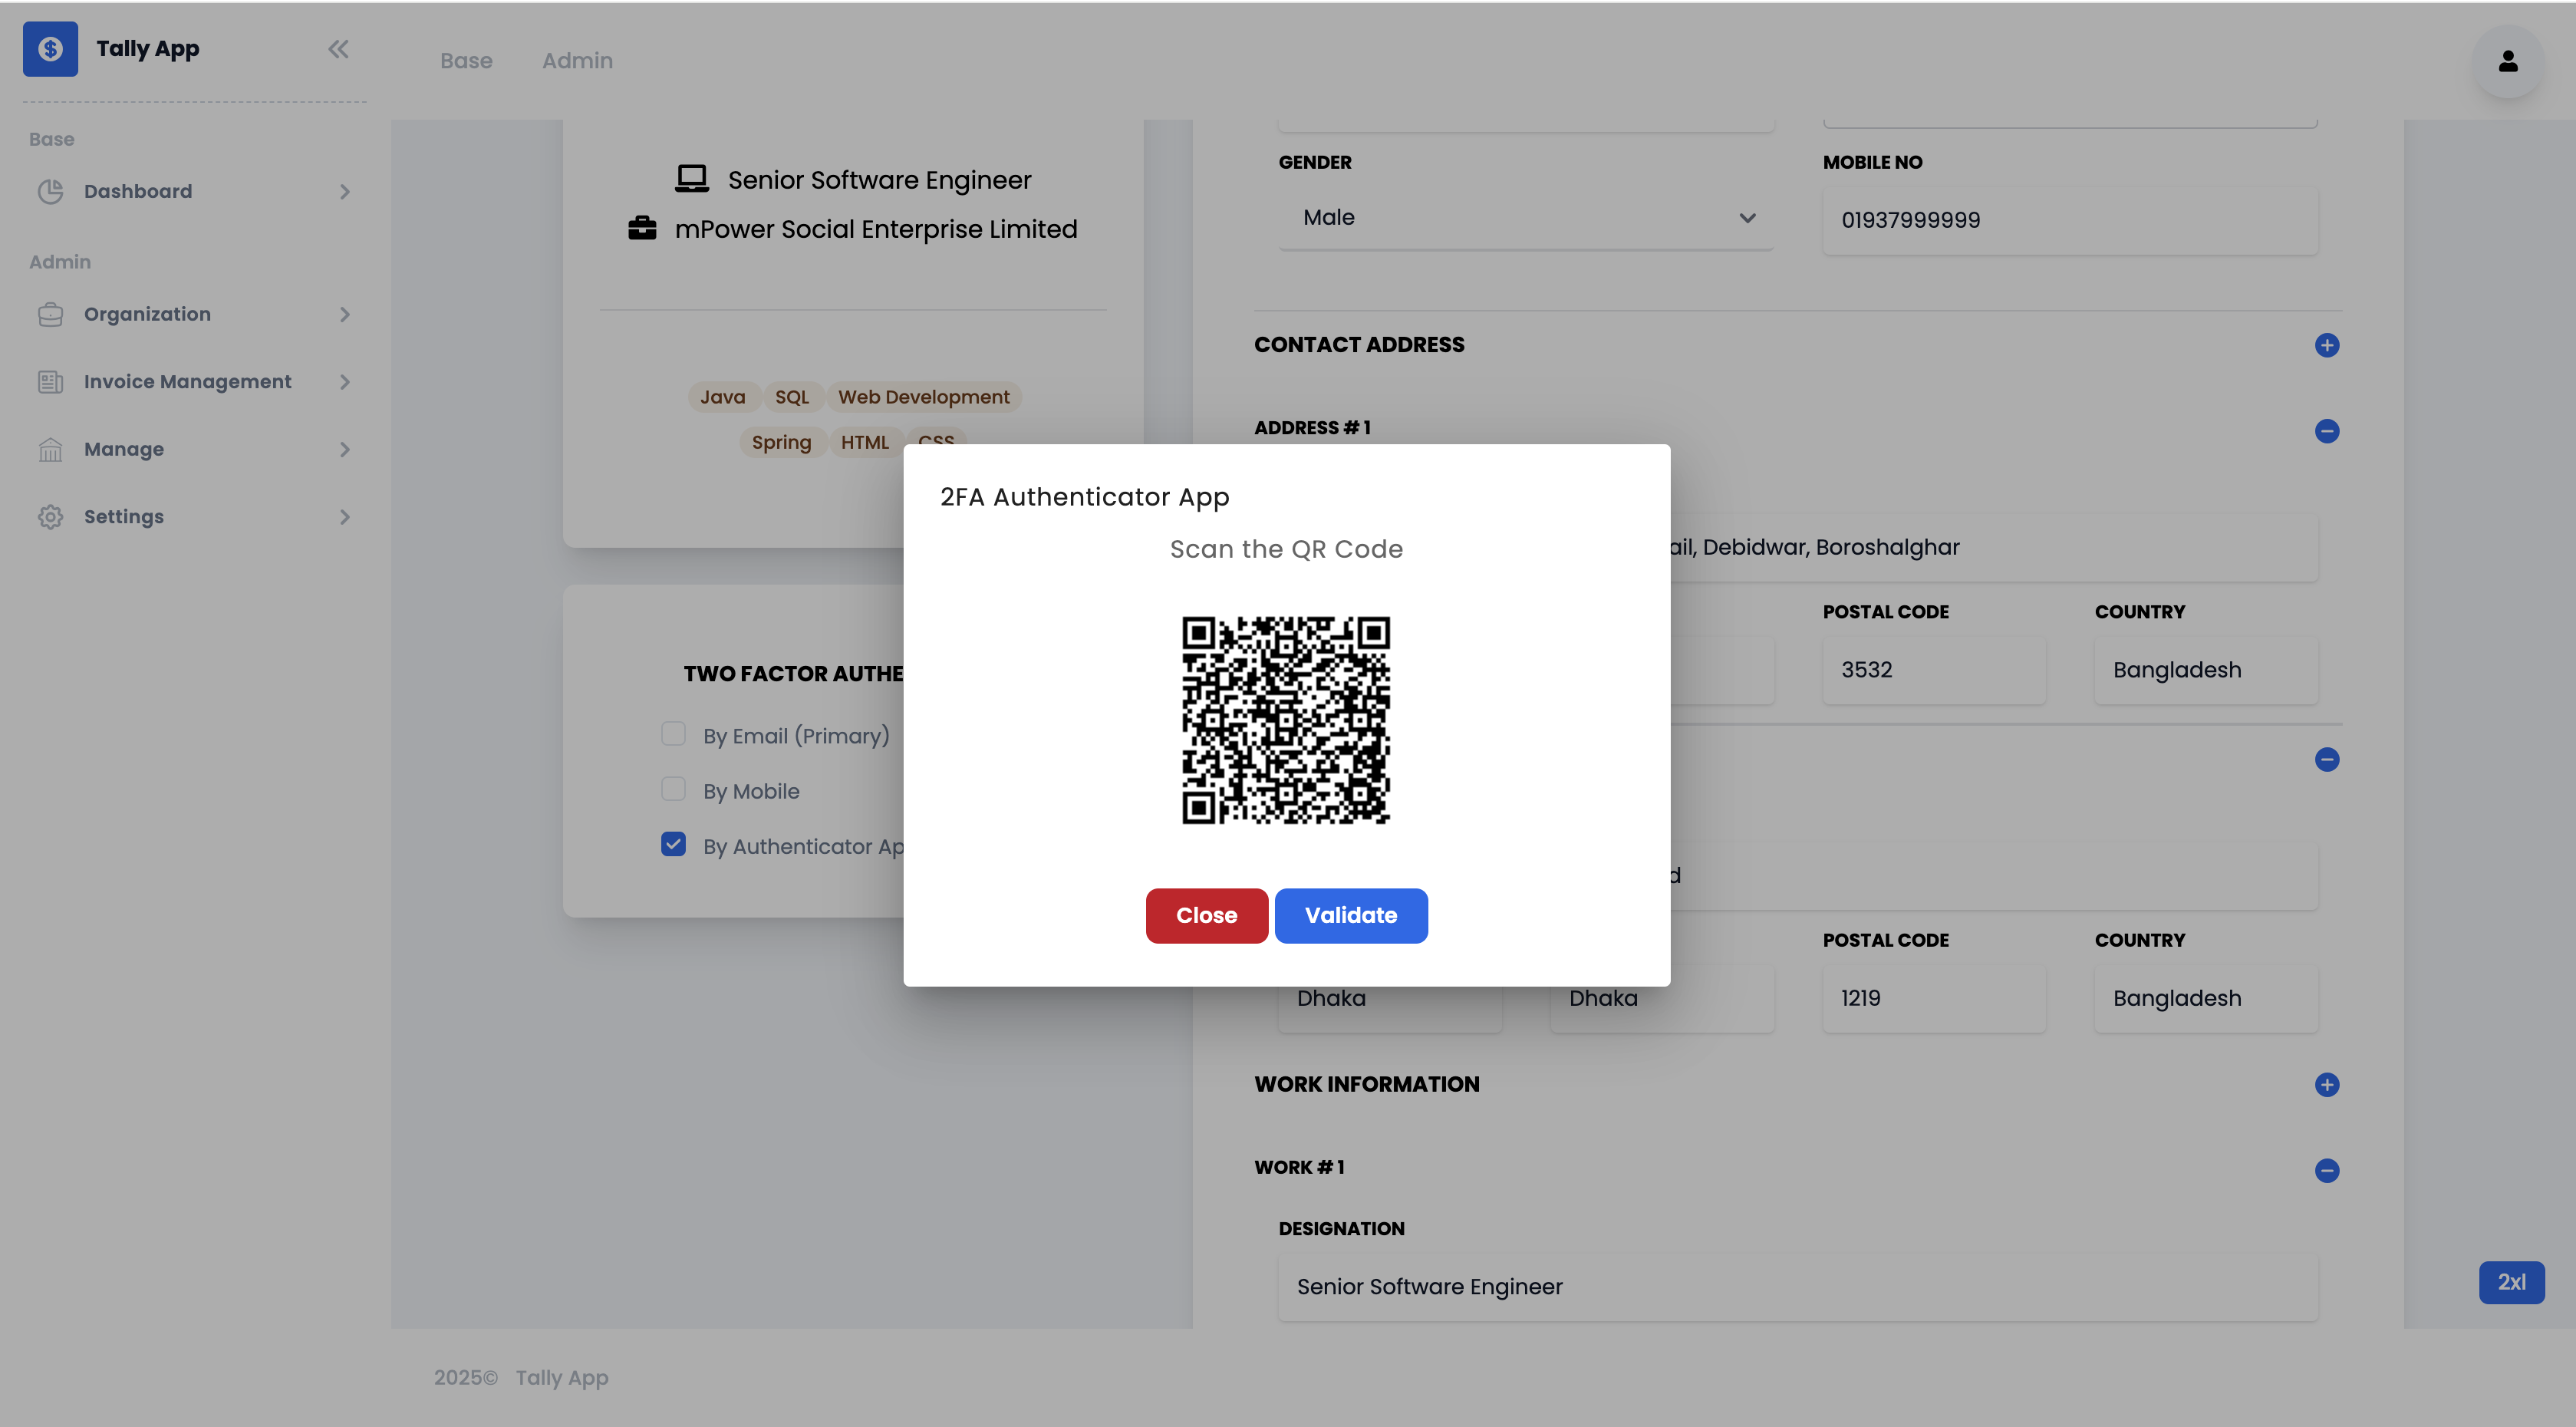 Tally App
Base
Dashboard
Admin
Organization
Invoice Management
Manage
Settings
Base Admin
Senior Software Engineer
mPower Social Enterprise Limited
Java SQL Web Development
Spring HTML CSS
TWO FACTOR AUTHE
By Email (Primary)
By Mobile
By Authenticator Ap
2FA Authenticator App
Scan the QR Code
Close Validate
GENDER MOBILE NO
Male 01937999999
CONTACT ADDRESS
ADDRESS # 1
ail, Debidwar, Boroshalghar
POSTAL CODE COUNTRY
3532 Bangladesh
d
POSTAL CODE COUNTRY
Dhaka Dhaka 1219 Bangladesh
WORK INFORMATION
WORK # 1
DESIGNATION
Senior Software Engineer
2xl
2025© Tally App